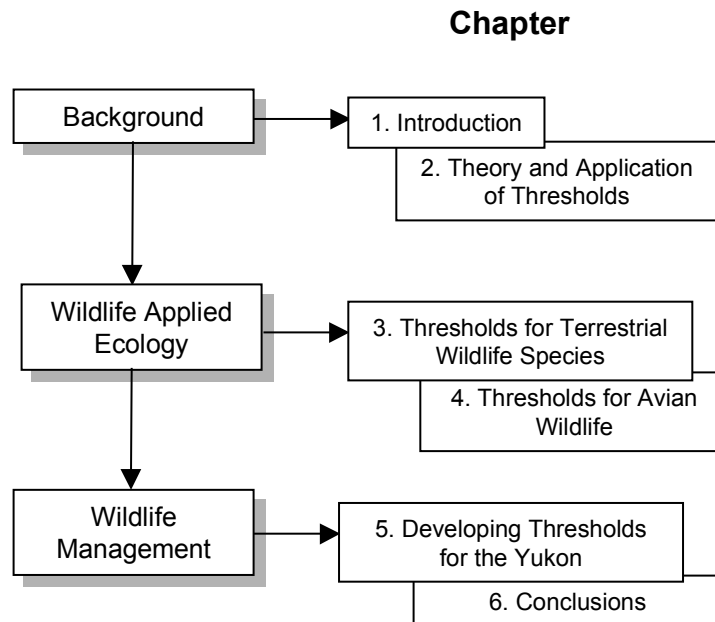 Chapter
Background
1. Introduction
2. Theory and Application
of Thresholds
Wildlife Applied
Ecology
3. Thresholds for Terrestrial
Wildlife Species
4. Thresholds for Avian
Wildlife
Wildlife
Management
5. Developing Thresholds
for the Yukon
6. Conclusions